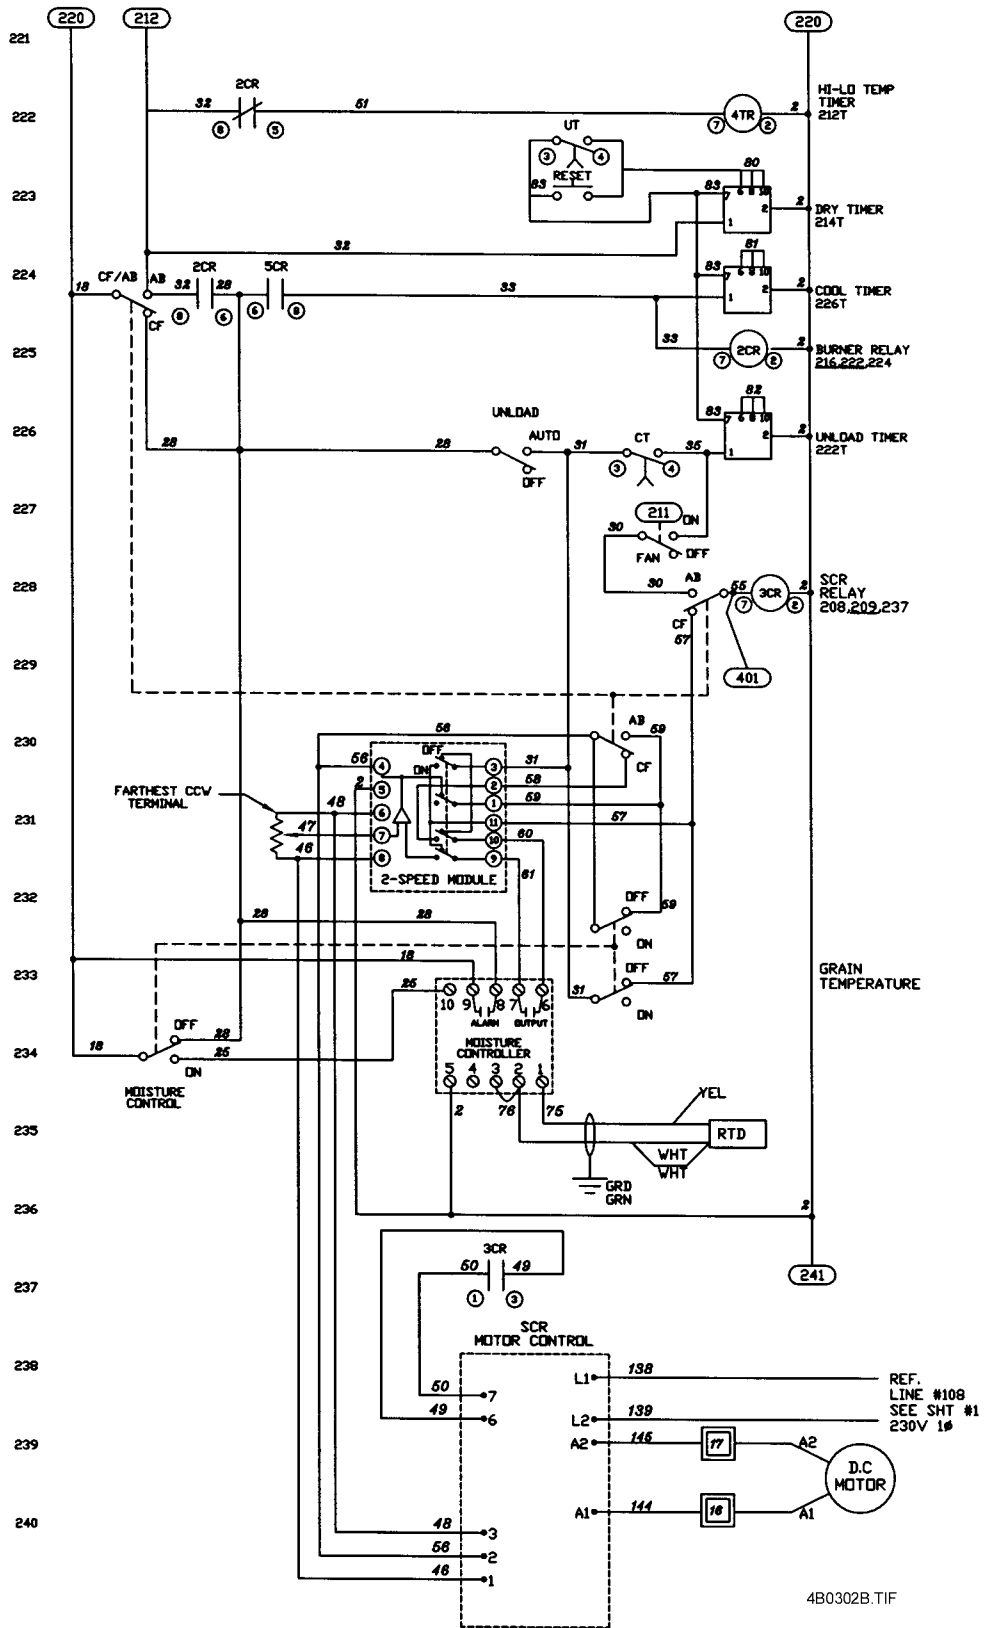 220
212
220
221
2CR
32
51
8
5
222
4TR
7
2
2
HI-LO TEMP
TIMER
212T
UT
3
4
RESET
83
223
80
83
7 6 8 10
2
1
2
DRY TIMER
214T
32
224
CF/AB
AB
18
CF
2CR
32
28
8
6
5CR
6
8
33
81
83
7 6 8 10
2
1
2
COOL TIMER
226T
225
33
2CR
7
2
2
BURNER RELAY
216,222,224
226
28
28
UNLOAD
AUTO
OFF
31
CT
3
4
35
82
83
7 6 8 10
2
1
2
UNLOAD TIMER
222T
227
211
30
ON
FAN
OFF
228
30
AB
CF
57
55
3CR
7
2
2
SCR
RELAY
208,209,237
229
401
230
56
AB
59
CF
56
4
OFF
ON
3
31
2
5
2
58
1
59
FARTHEST CCW
TERMINAL
48
6
231
11
57
47
7
10
60
46
8
9
61
2-SPEED MODULE
232
OFF
59
ON
28
28
233
18
25
OFF
57
31
ON
GRAIN
TEMPERATURE
10 9 8 7 6
ALARM
OUTPUT
MOISTURE
CONTROLLER
5 4 3 2 1
234
18
OFF
28
25
ON
MOISTURE
CONTROL
2
76
75
YEL
235
RTD
WHT
WHT
GRD
GRN
236
2
3CR
50
49
1
3
237
241
SCR
MOTOR CONTROL
238
L1
138
REF.
LINE #108
SEE SHT #1
230V 1ø
50
7
49
6
L2
139
239
A2
145
17
A2
D.C
MOTOR
240
A1
144
16
A1
48
3
56
2
46
1
4B0302B.TIF